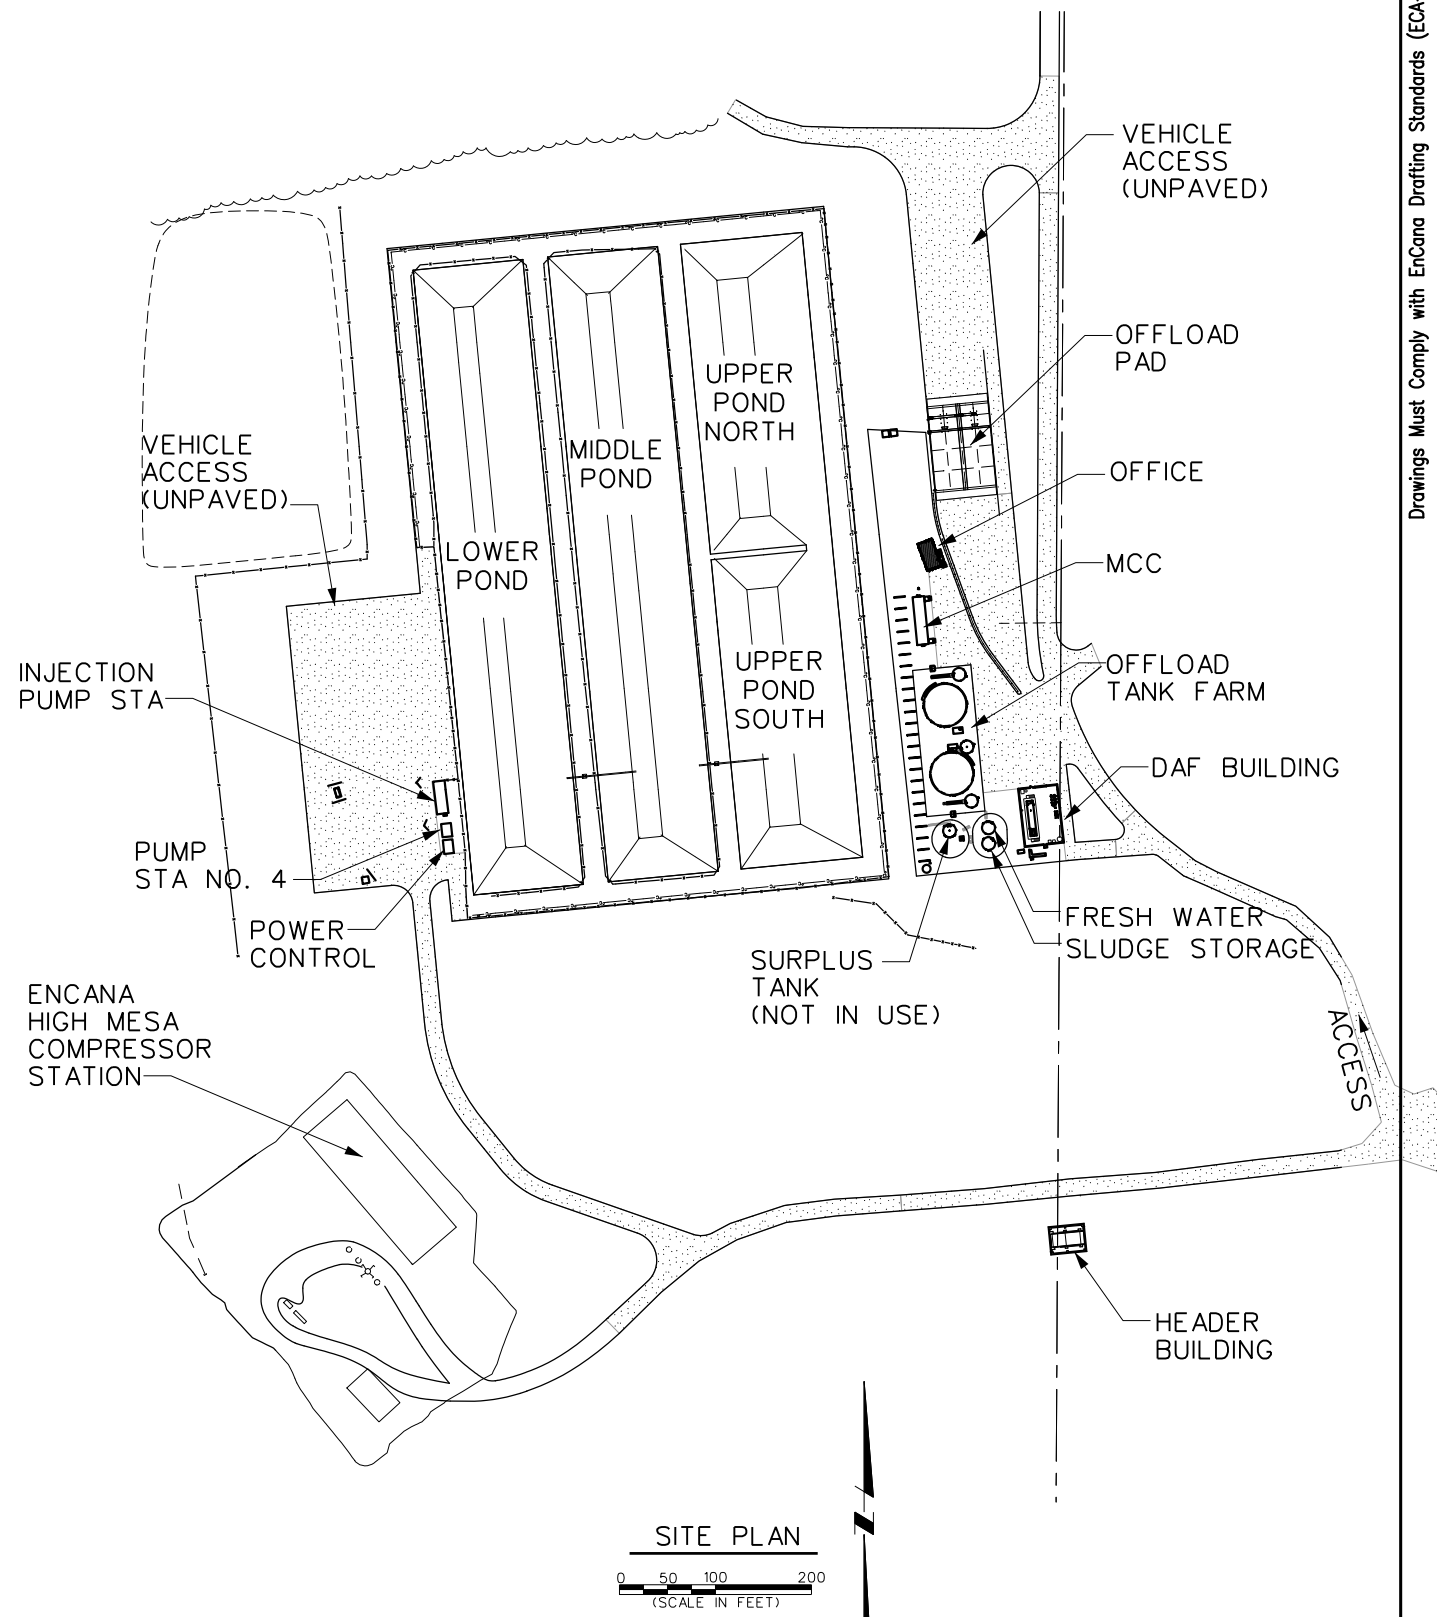 VEHICLE
ACCESS
(UNPAVED)
OFFLOAD
PAD
UPPER
POND
NORTH
MIDDLE
POND
VEHICLE
ACCESS
(UNPAVED)
OFFICE
LOWER
POND
MCC
UPPER
POND
SOUTH
OFFLOAD
TANK FARM
INJECTION
PUMP STA
DAF BUILDING
PUMP
STA NO. 4
POWER
CONTROL
FRESH WATER
SLUDGE STORAGE
SURPLUS
TANK
(NOT IN USE)
ENCANA
HIGH MESA
COMPRESSOR
STATION
ACCESS
HEADER
BUILDING
N
SITE PLAN
0 50 100 200
(SCALE IN FEET)
Drawings Must Comply with EnCana Drafting Standards (ECA-